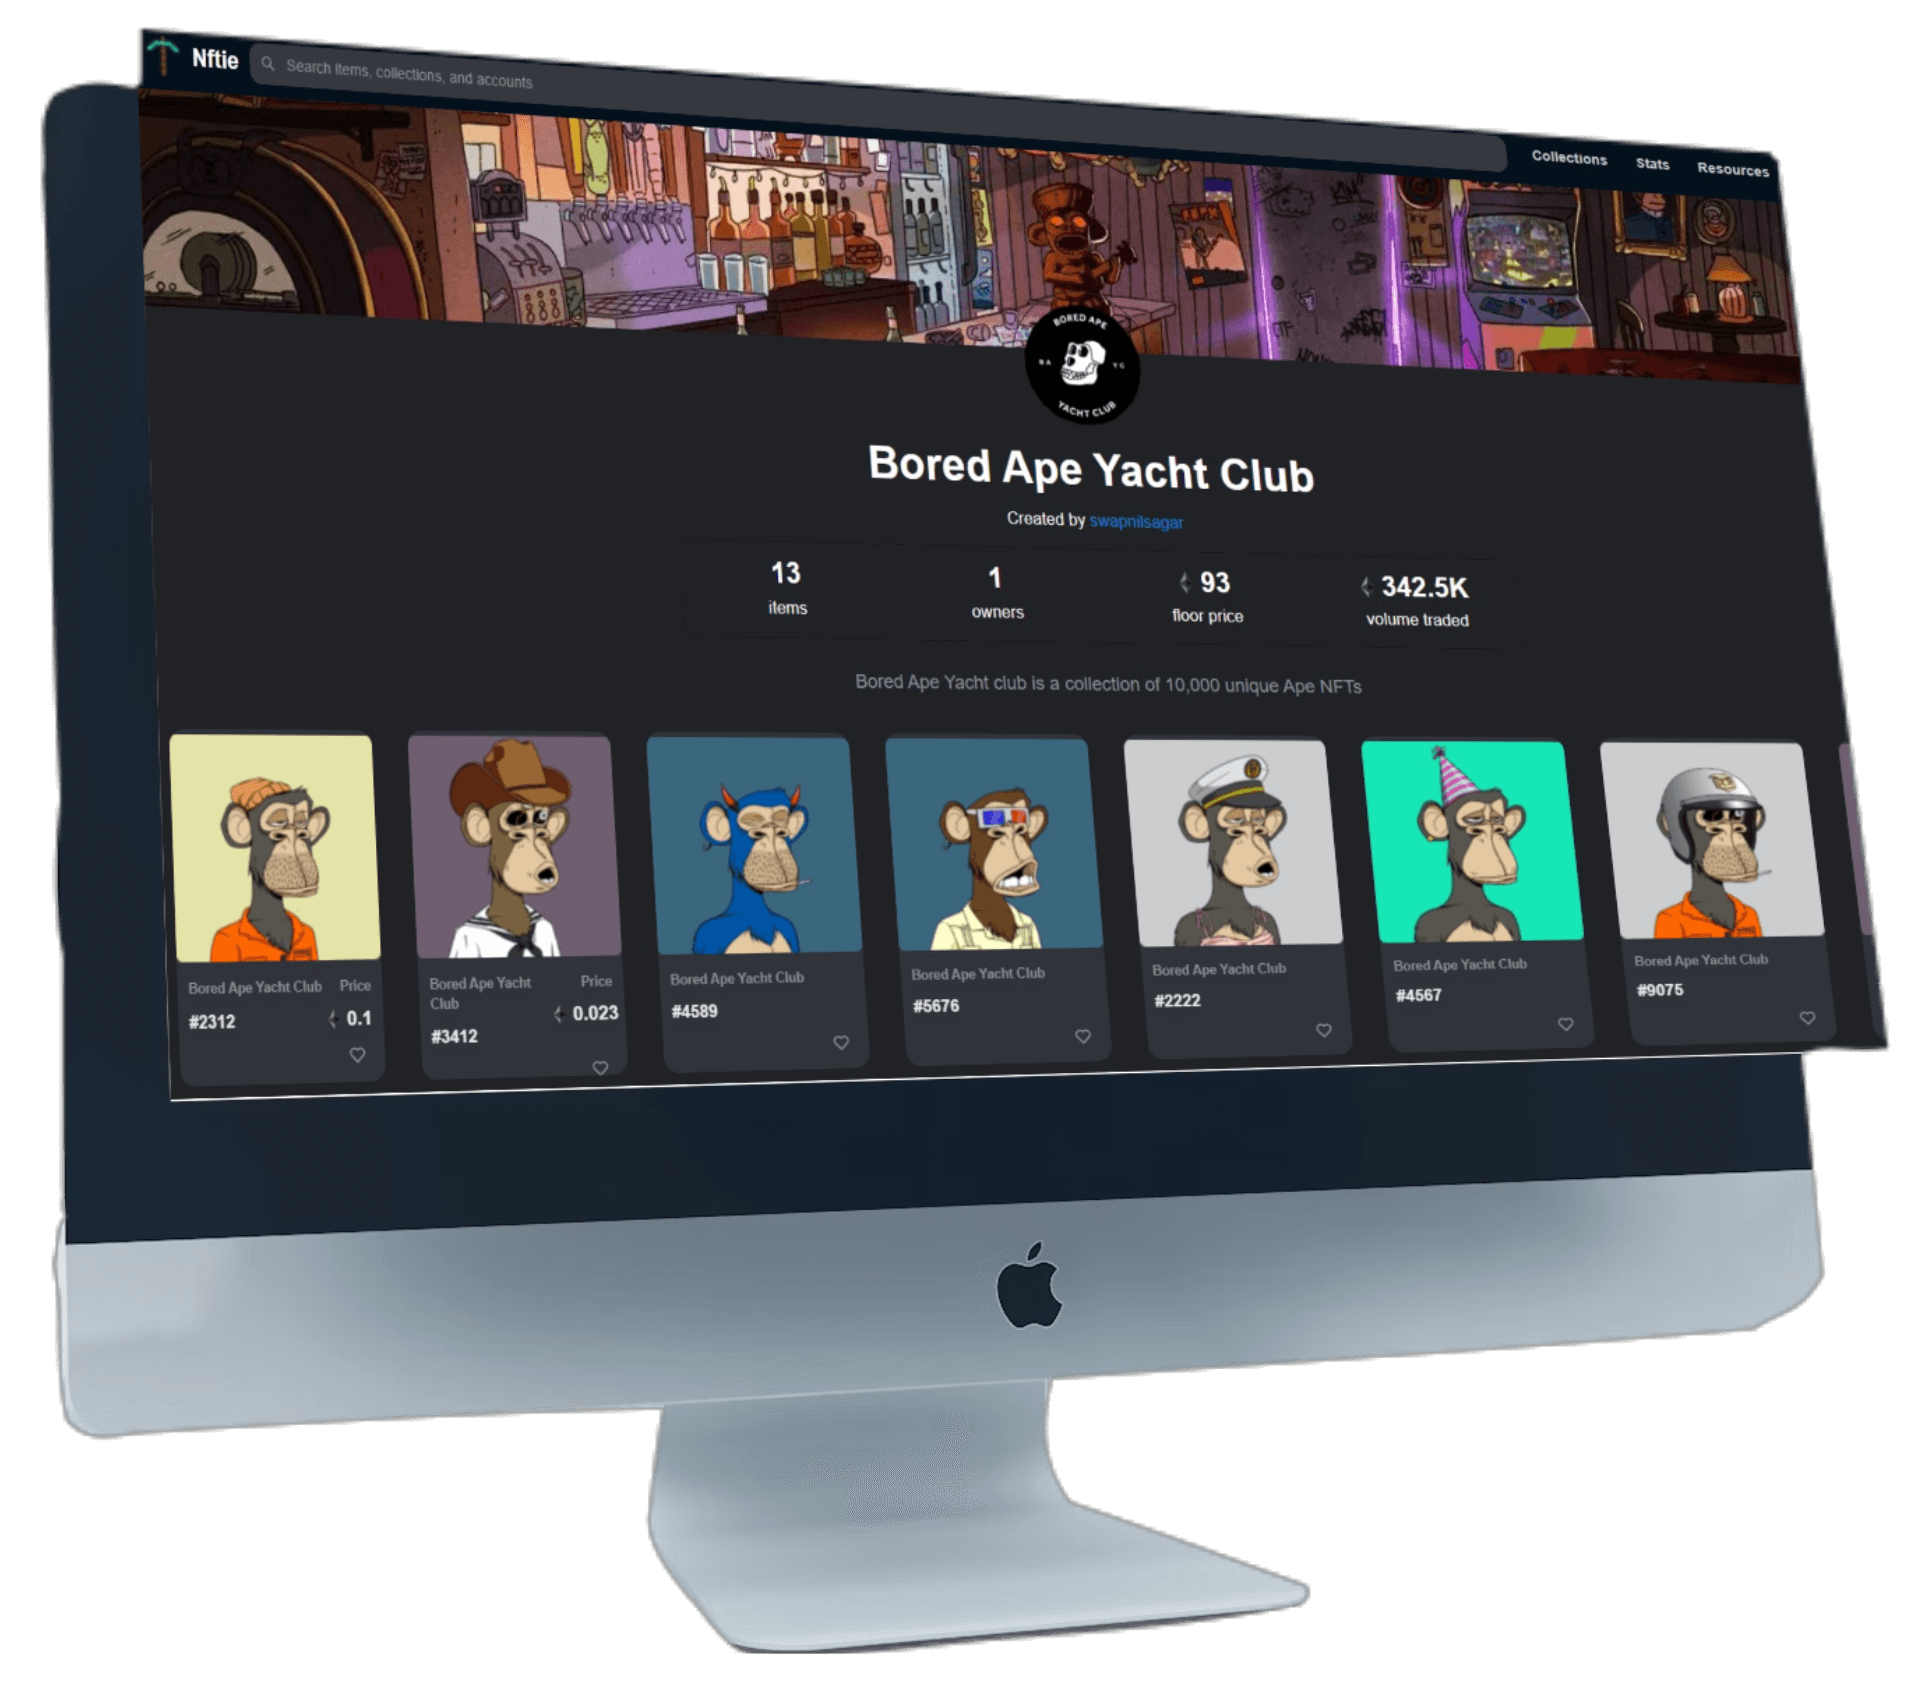 Nftie
Search items, collections, and accounts
Collections Stats Resources
BORED APE
BA YC
YACHT CLUB
Bored Ape Yacht Club
Created by swapnilsagar
13 1 93 342.5K
items owners floor price volume traded
Bored Ape Yacht club is a collection of 10,000 unique Ape NFTs
Bored Ape Yacht Club Price
#2312 0.1
Bored Ape Yacht Club Price
#3412 0.023
Bored Ape Yacht Club
#4589
Bored Ape Yacht Club
#5676
Bored Ape Yacht Club
#2222
Bored Ape Yacht Club
#4567
Bored Ape Yacht Club
#9075